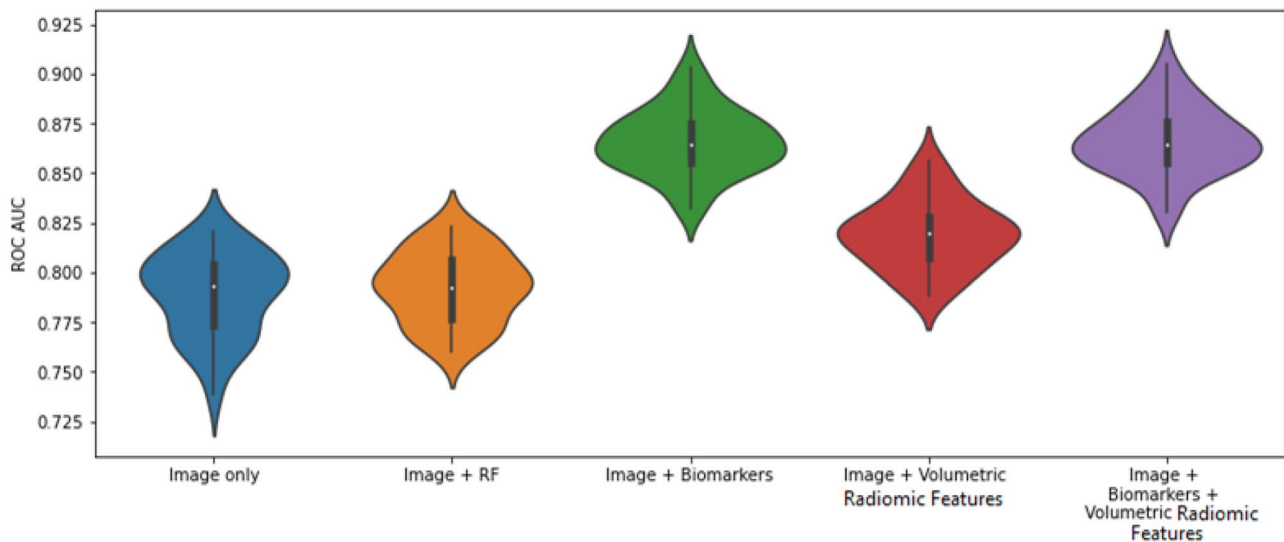 0.925
0.900
0.875
0.850
0.825
0.800
0.775
0.750
0.725
ROC AUC
Image only
Image + RF
Image + Biomarkers
Image + Volumetric
Radiomic Features
Image +
Biomarkers +
Volumetric Radiomic
Features